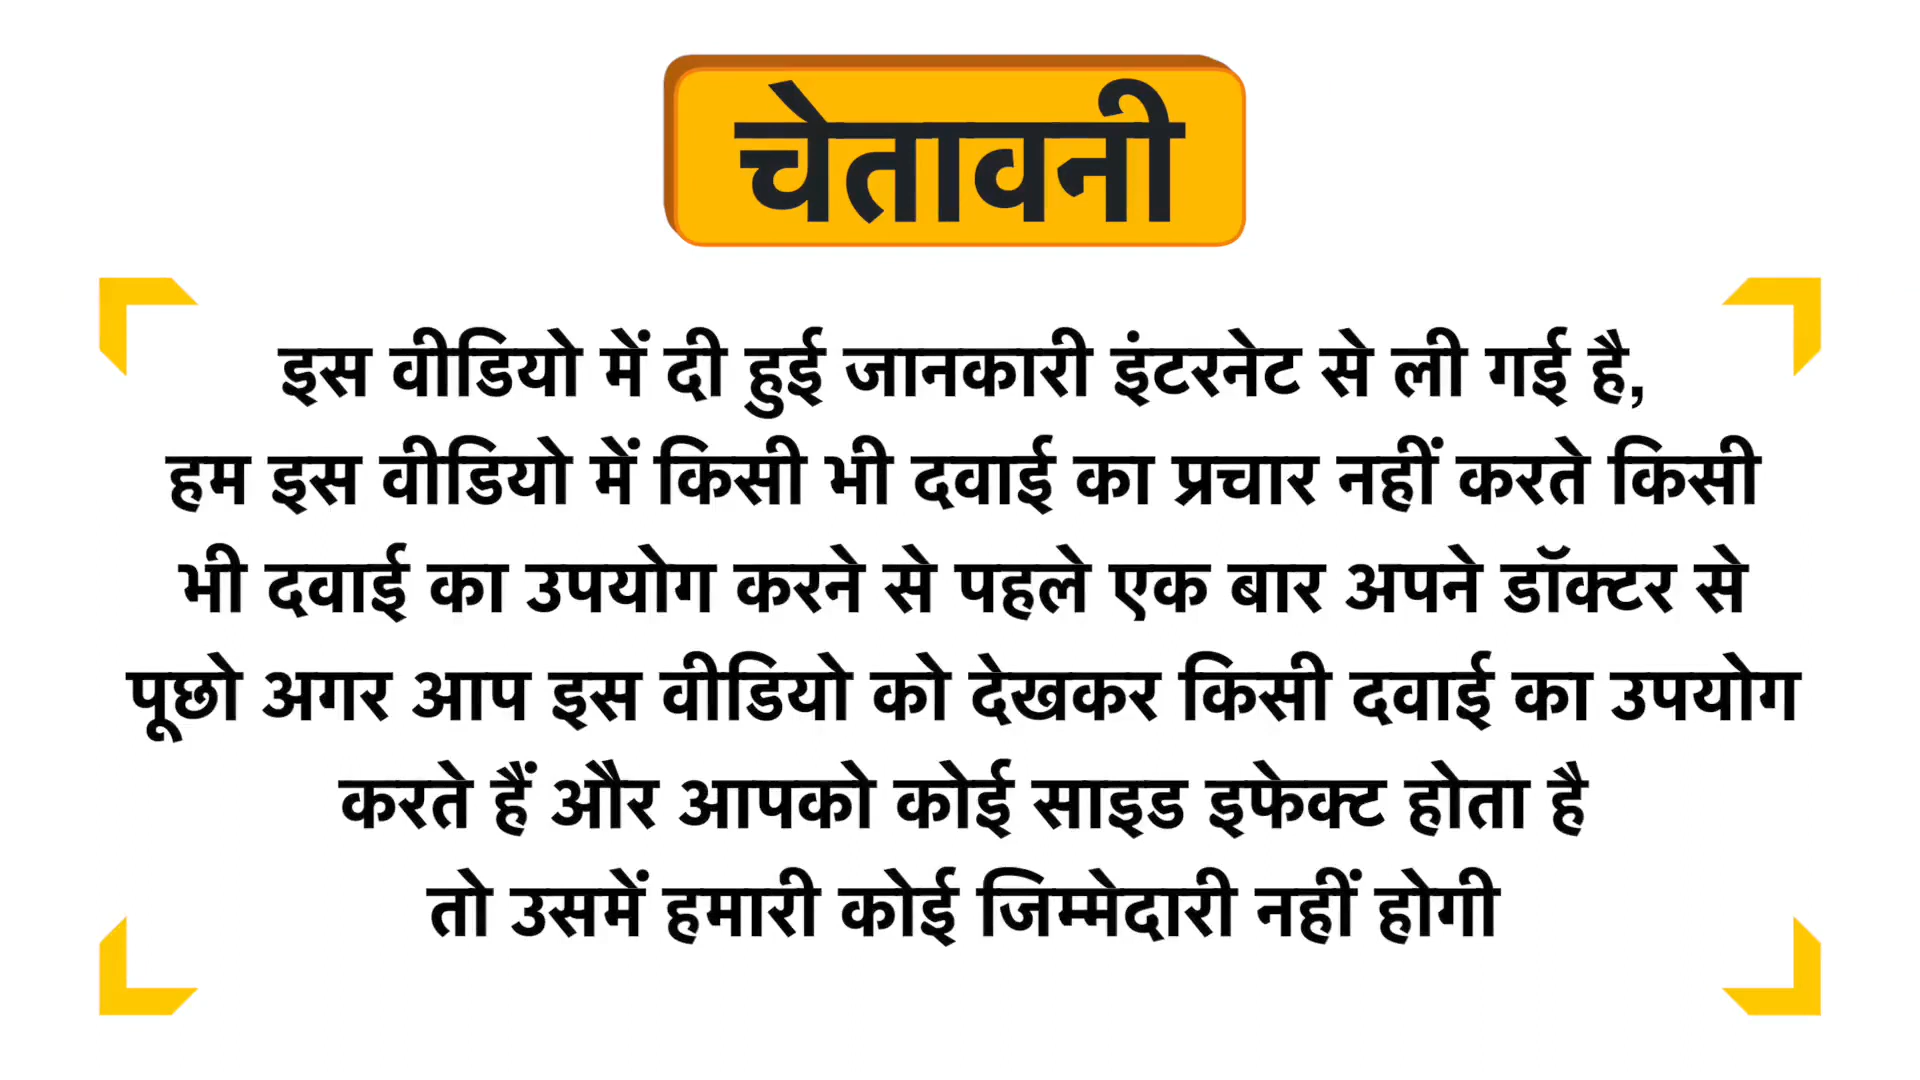 चेतावनी
इस वीडियो में दी हुई जानकारी इंटरनेट से ली गई है,
हम इस वीडियो में किसी भी दवाई का प्रचार नहीं करते किसी
भी दवाई का उपयोग करने से पहले एक बार अपने डॉक्टर से
पूछो अगर आप इस वीडियो को देखकर किसी दवाई का उपयोग
करते हैं और आपको कोई साइड इफेक्ट होता है
तो उसमें हमारी कोई जिम्मेदारी नहीं होगी